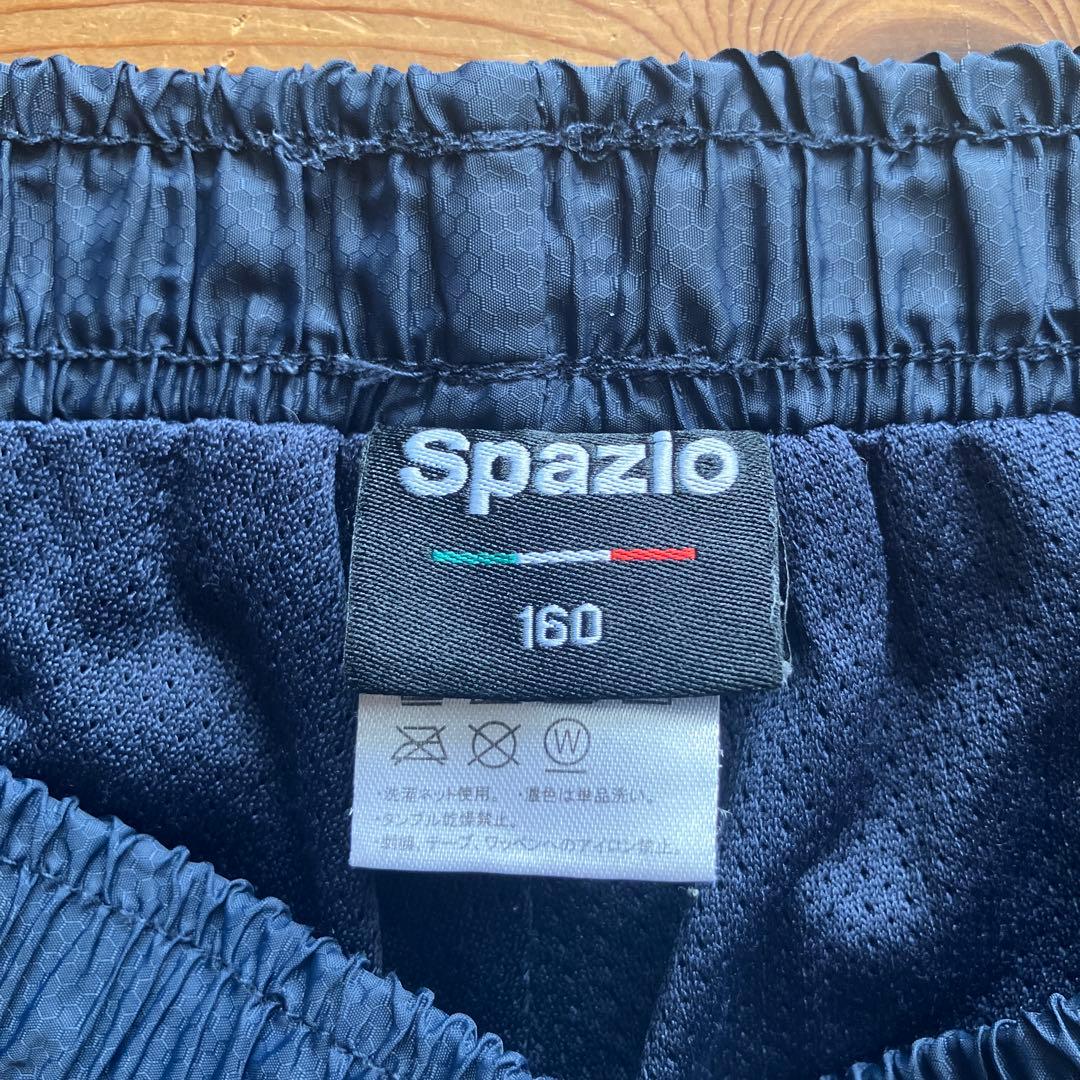 Spazio
160
W
・洗濯ネット使用。・濃色は単品洗い。
・タンブル乾燥禁止。
・刺繍、テープ、ワッペンへのアイロン禁止。